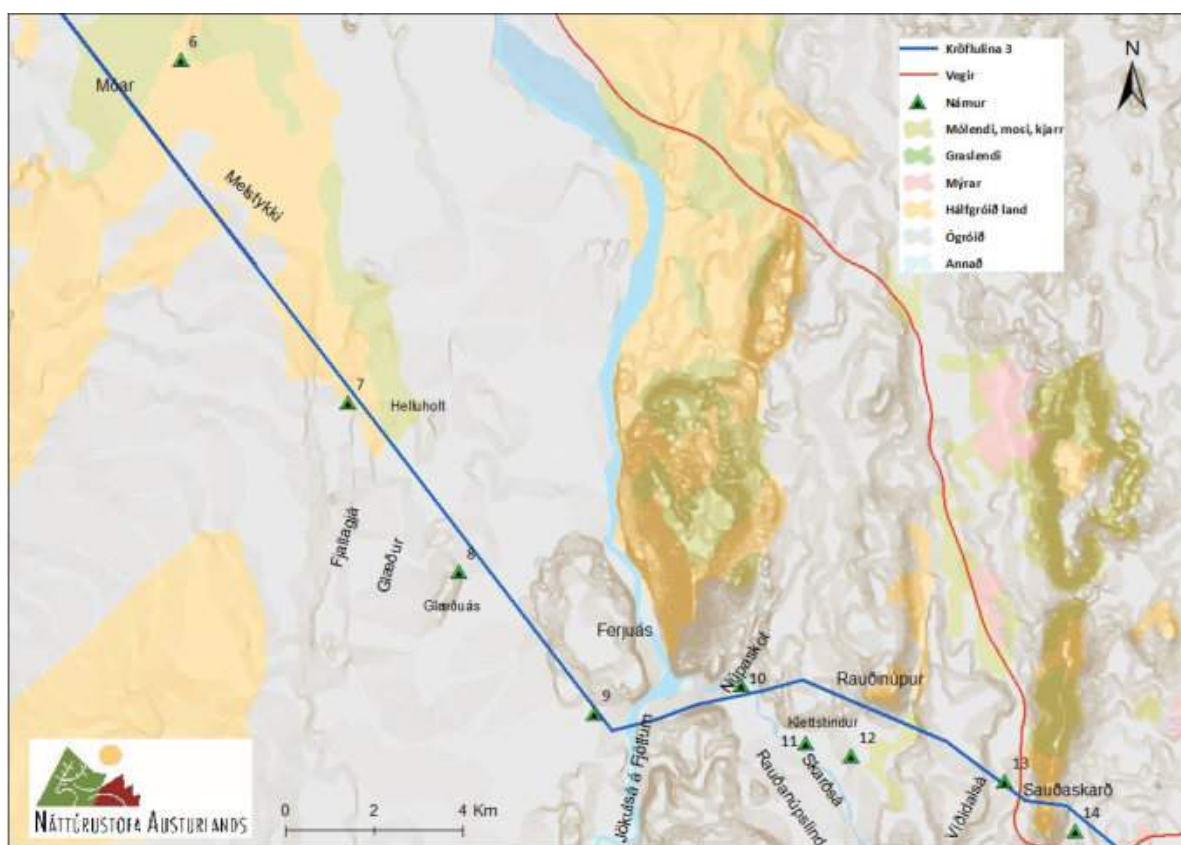 6
Móar
Melstykki
7
Helluholt
Fjallagjá
Glæður
8
Glæðuás
Ferjuás
9
Jökulsá á Fjöllum
Núpaskot
10
Rauðinúpur
Klettstindur
11
12
Skarðsá
Rauðanúpslind
Víðidalsá
13
Sauðaskarð
14
N
Kröflulína 3
Vegir
Námur
Mólendi, mosi, kjarr
Graslendi
Mýrar
Hálfgróið land
Ógróið
Annað
0 2 4 Km
NÁTTÚRUSTOFA AUSTURLANDS